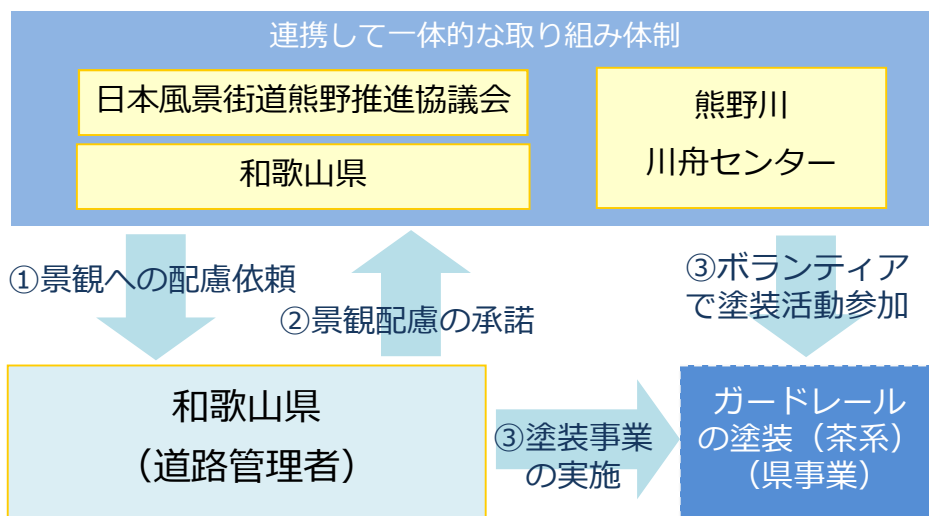 連携して一体的な取り組み体制
日本風景街道熊野推進協議会
和歌山県
熊野川
川舟センター
①景観への配慮依頼
②景観配慮の承諾
③ボランティア
で塗装活動参加
和歌山県
（道路管理者）
③塗装事業
の実施
ガードレール
の塗装（茶系）
（県事業）